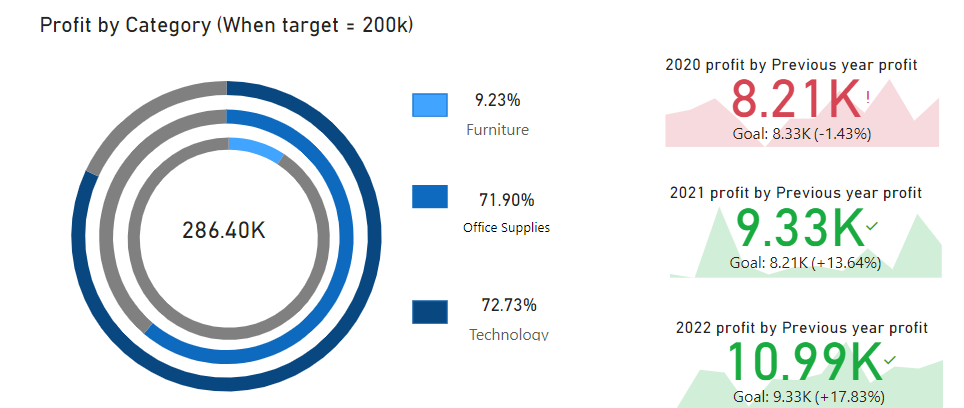 Profit by Category (When target = 200k)
286.40K
9.23%
Furniture
71.90%
Office Supplies
72.73%
Technology
2020 profit by Previous year profit
8.21K!
Goal: 8.33K (-1.43%)
2021 profit by Previous year profit
9.33K✓
Goal: 8.21K (+13.64%)
2022 profit by Previous year profit
10.99K✓
Goal: 9.33K (+17.83%)